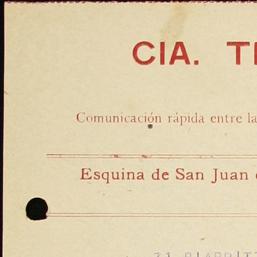 CIA. T
Comunicación rápida entre la
Esquina de San Juan